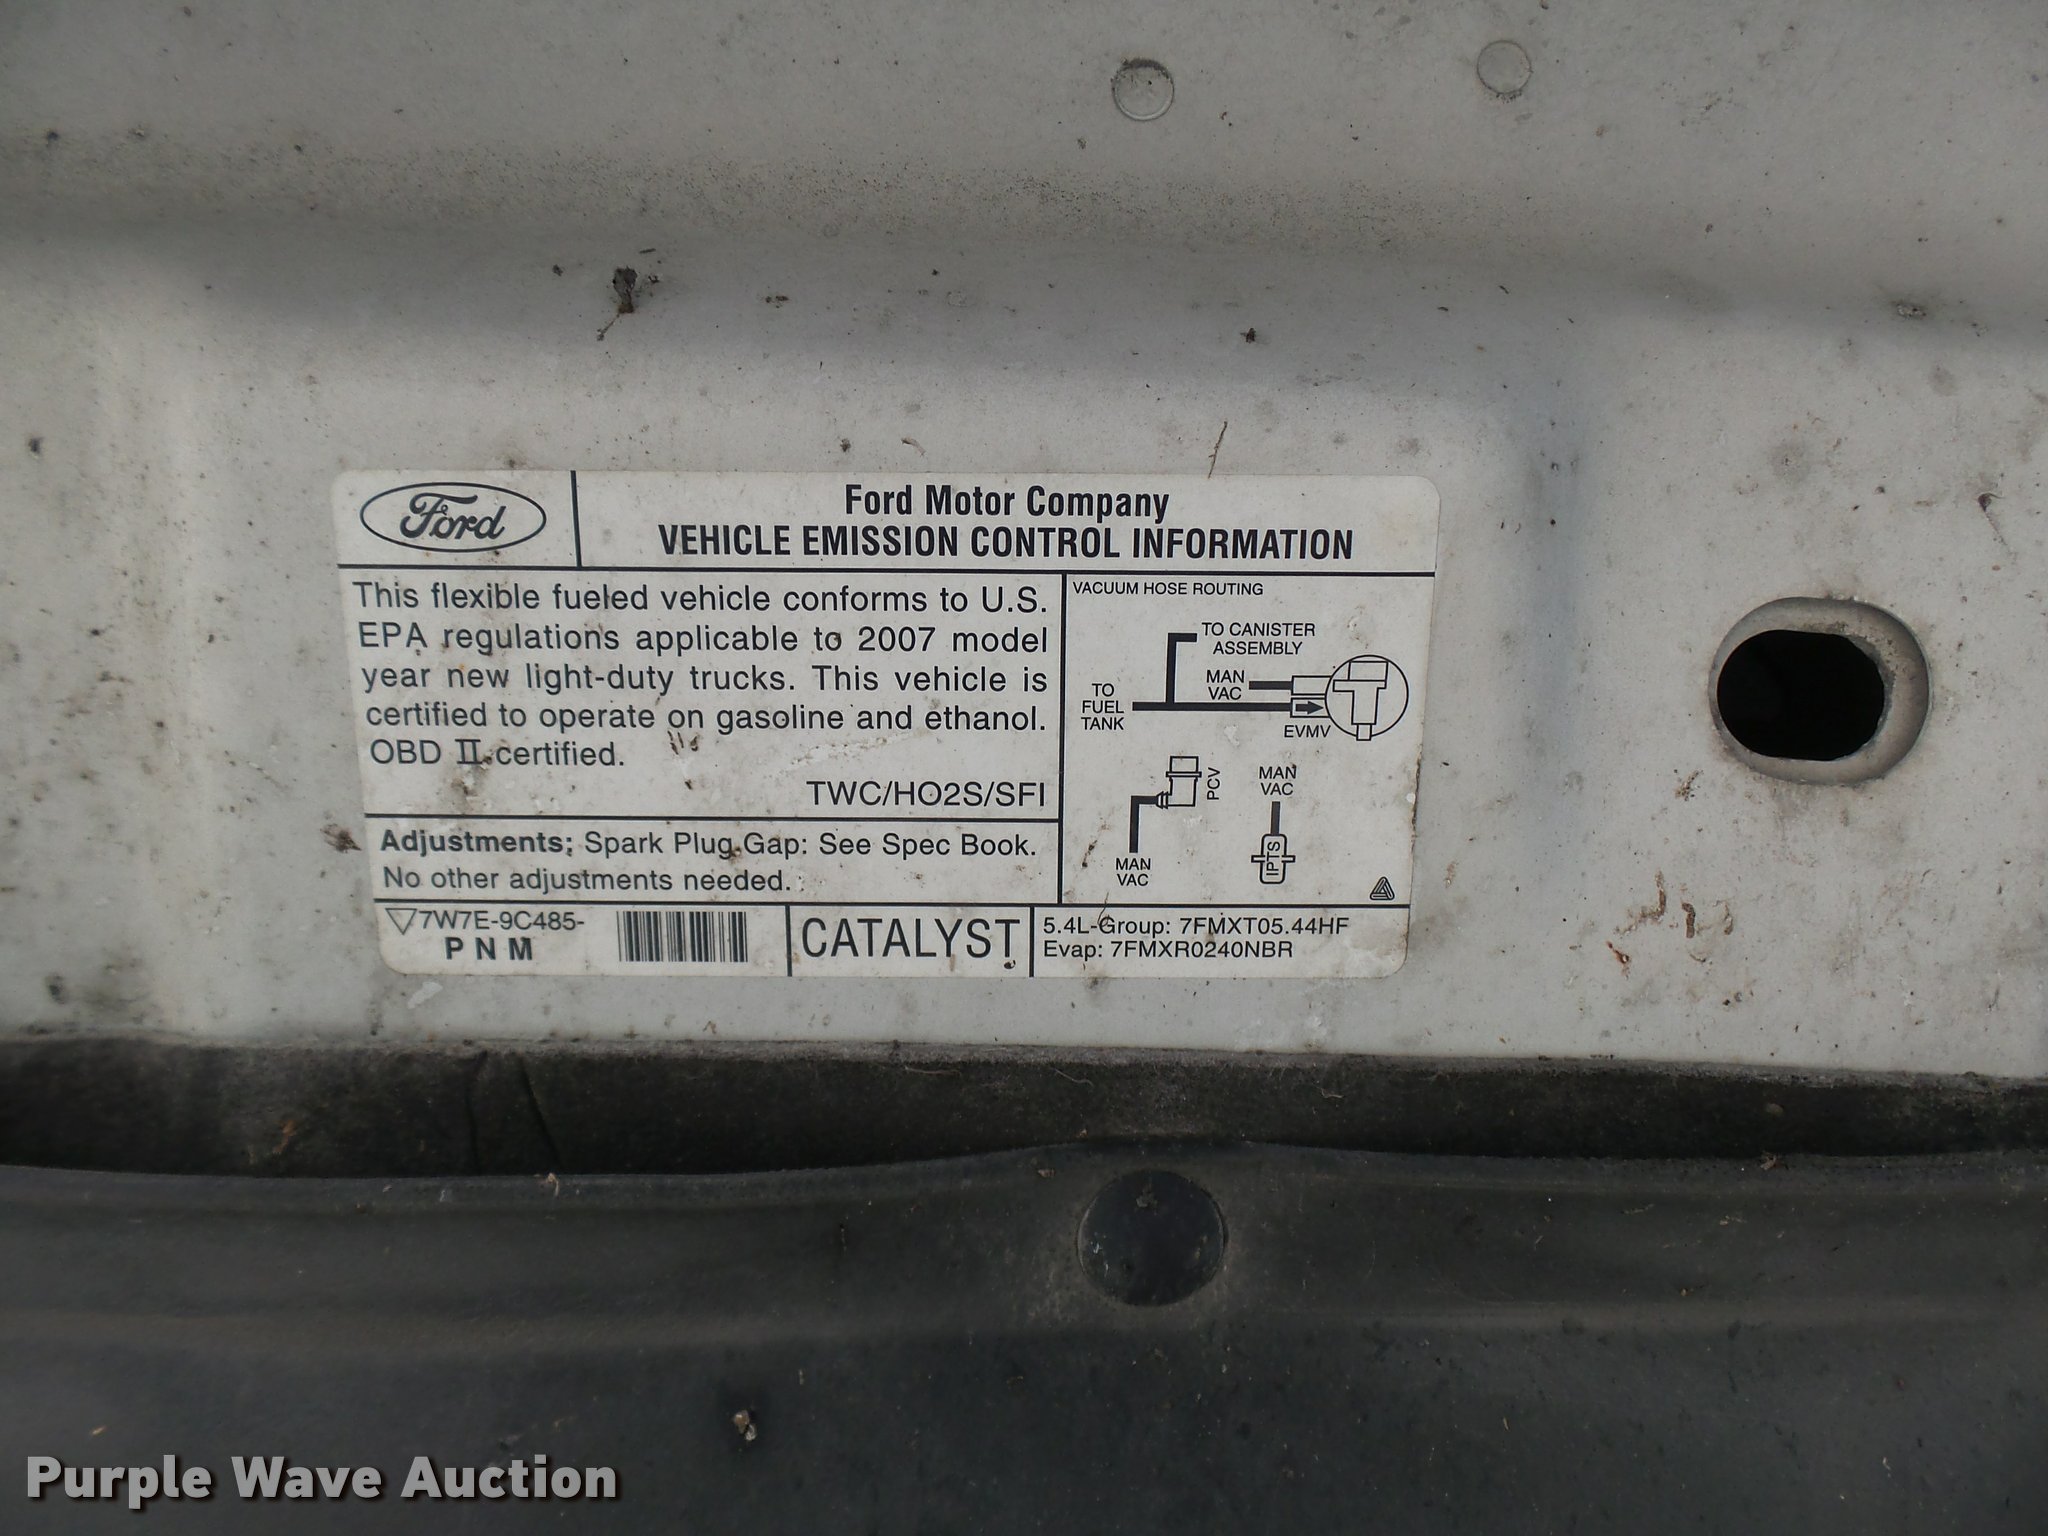 Ford
Ford Motor Company
VEHICLE EMISSION CONTROL INFORMATION
This flexible fueled vehicle conforms to U.S.
EPA regulations applicable to 2007 model
year new light-duty trucks. This vehicle is
certified to operate on gasoline and ethanol.
OBD II certified.
TWC/HO2S/SFI
Adjustments: Spark Plug Gap: See Spec Book.
No other adjustments needed.
VACUUM HOSE ROUTING
TO CANISTER
ASSEMBLY
MAN
VAC
TO
FUEL
TANK
EVMV
PCV
MAN
VAC
MAN
VAC
IPTS
7W7E-9C485-
PNM
CATALYST
5.4L-Group: 7FMXT05.44HF
Evap: 7FMXR0240NBR
Purple Wave Auction